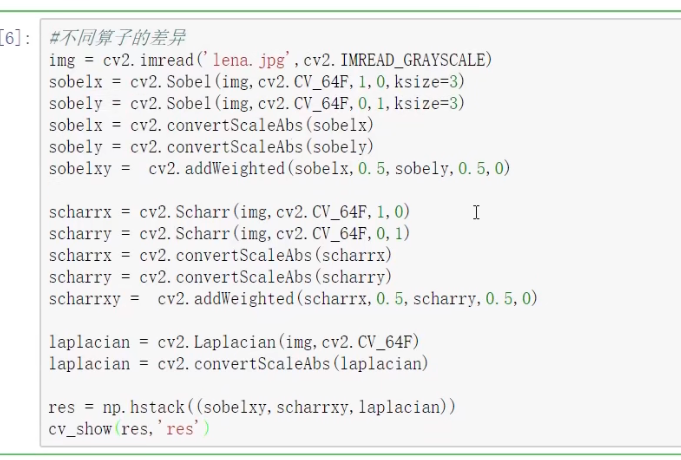 [6]:
#不同算子的差异
img = cv2.imread('lena.jpg',cv2.IMREAD_GRAYSCALE)
sobelx = cv2.Sobel(img,cv2.CV_64F,1,0,ksize=3)
sobely = cv2.Sobel(img,cv2.CV_64F,0,1,ksize=3)
sobelx = cv2.convertScaleAbs(sobelx)
sobely = cv2.convertScaleAbs(sobely)
sobelxy =  cv2.addWeighted(sobelx,0.5,sobely,0.5,0)
scharrx = cv2.Scharr(img,cv2.CV_64F,1,0)
scharry = cv2.Scharr(img,cv2.CV_64F,0,1)
scharrx = cv2.convertScaleAbs(scharrx)
scharry = cv2.convertScaleAbs(scharry)
scharrxy =  cv2.addWeighted(scharrx,0.5,scharry,0.5,0)
laplacian = cv2.Laplacian(img,cv2.CV_64F)
laplacian = cv2.convertScaleAbs(laplacian)
res = np.hstack((sobelxy,scharrxy,laplacian))
cv_show(res,'res')